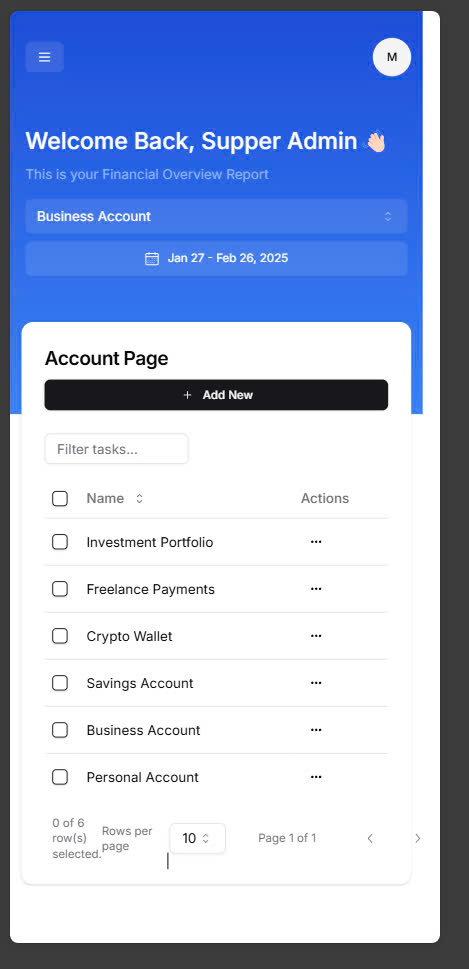 M
Welcome Back, Supper Admin 👋🏻
This is your Financial Overview Report
Business Account
Jan 27 - Feb 26, 2025
Account Page
+ Add New
Filter tasks...
Name Actions
Investment Portfolio ...
Freelance Payments ...
Crypto Wallet ...
Savings Account ...
Business Account ...
Personal Account ...
0 of 6
row(s)
selected.
Rows per
page
10
Page 1 of 1